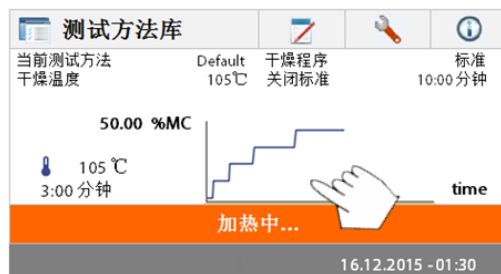 测试方法库
当前测试方法 Default 干燥程序 标准
干燥温度 105℃ 关闭标准 10:00 分钟
50.00 %MC
105 ℃
3:00 分钟 time
加热中...
16.12.2015 - 01:30